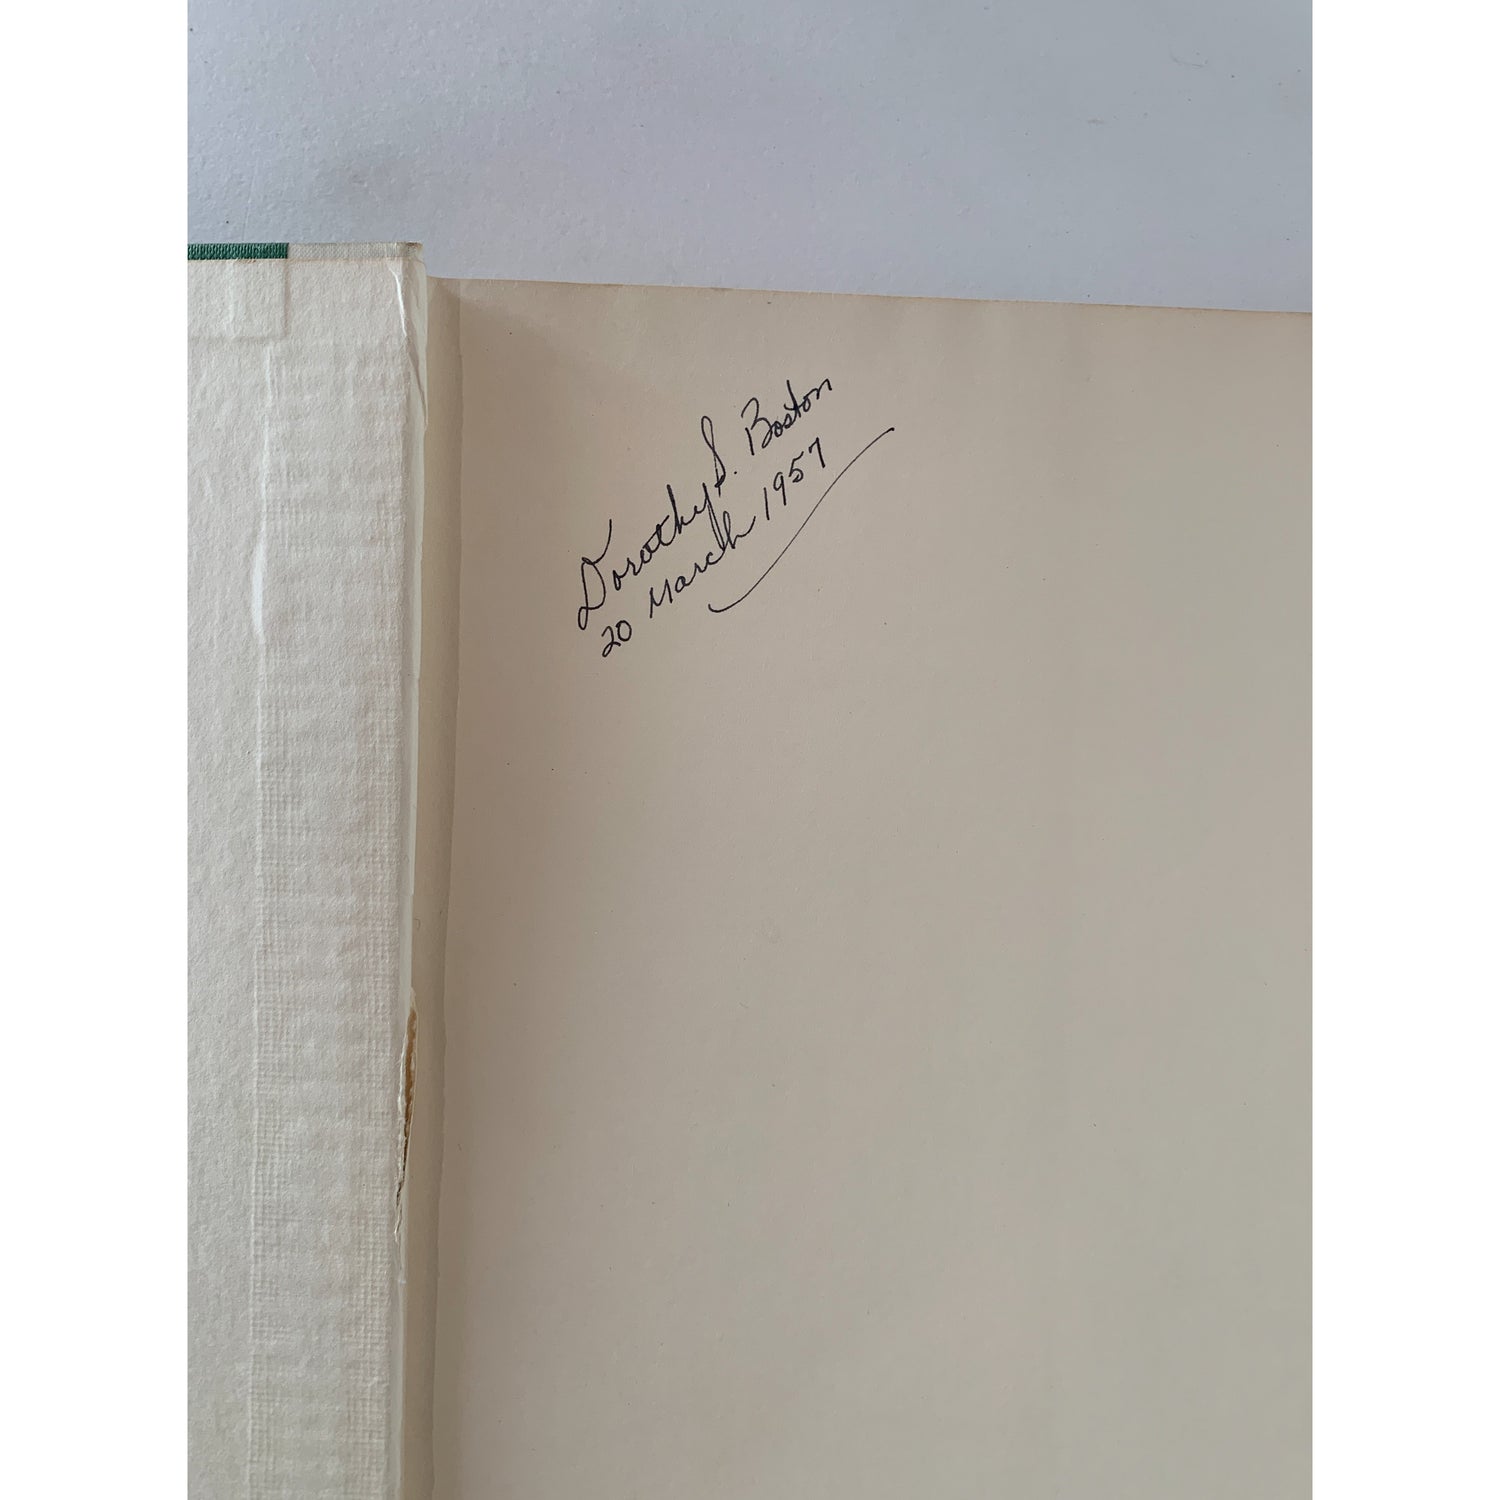 Dorothy S. Boston
20 March 1957